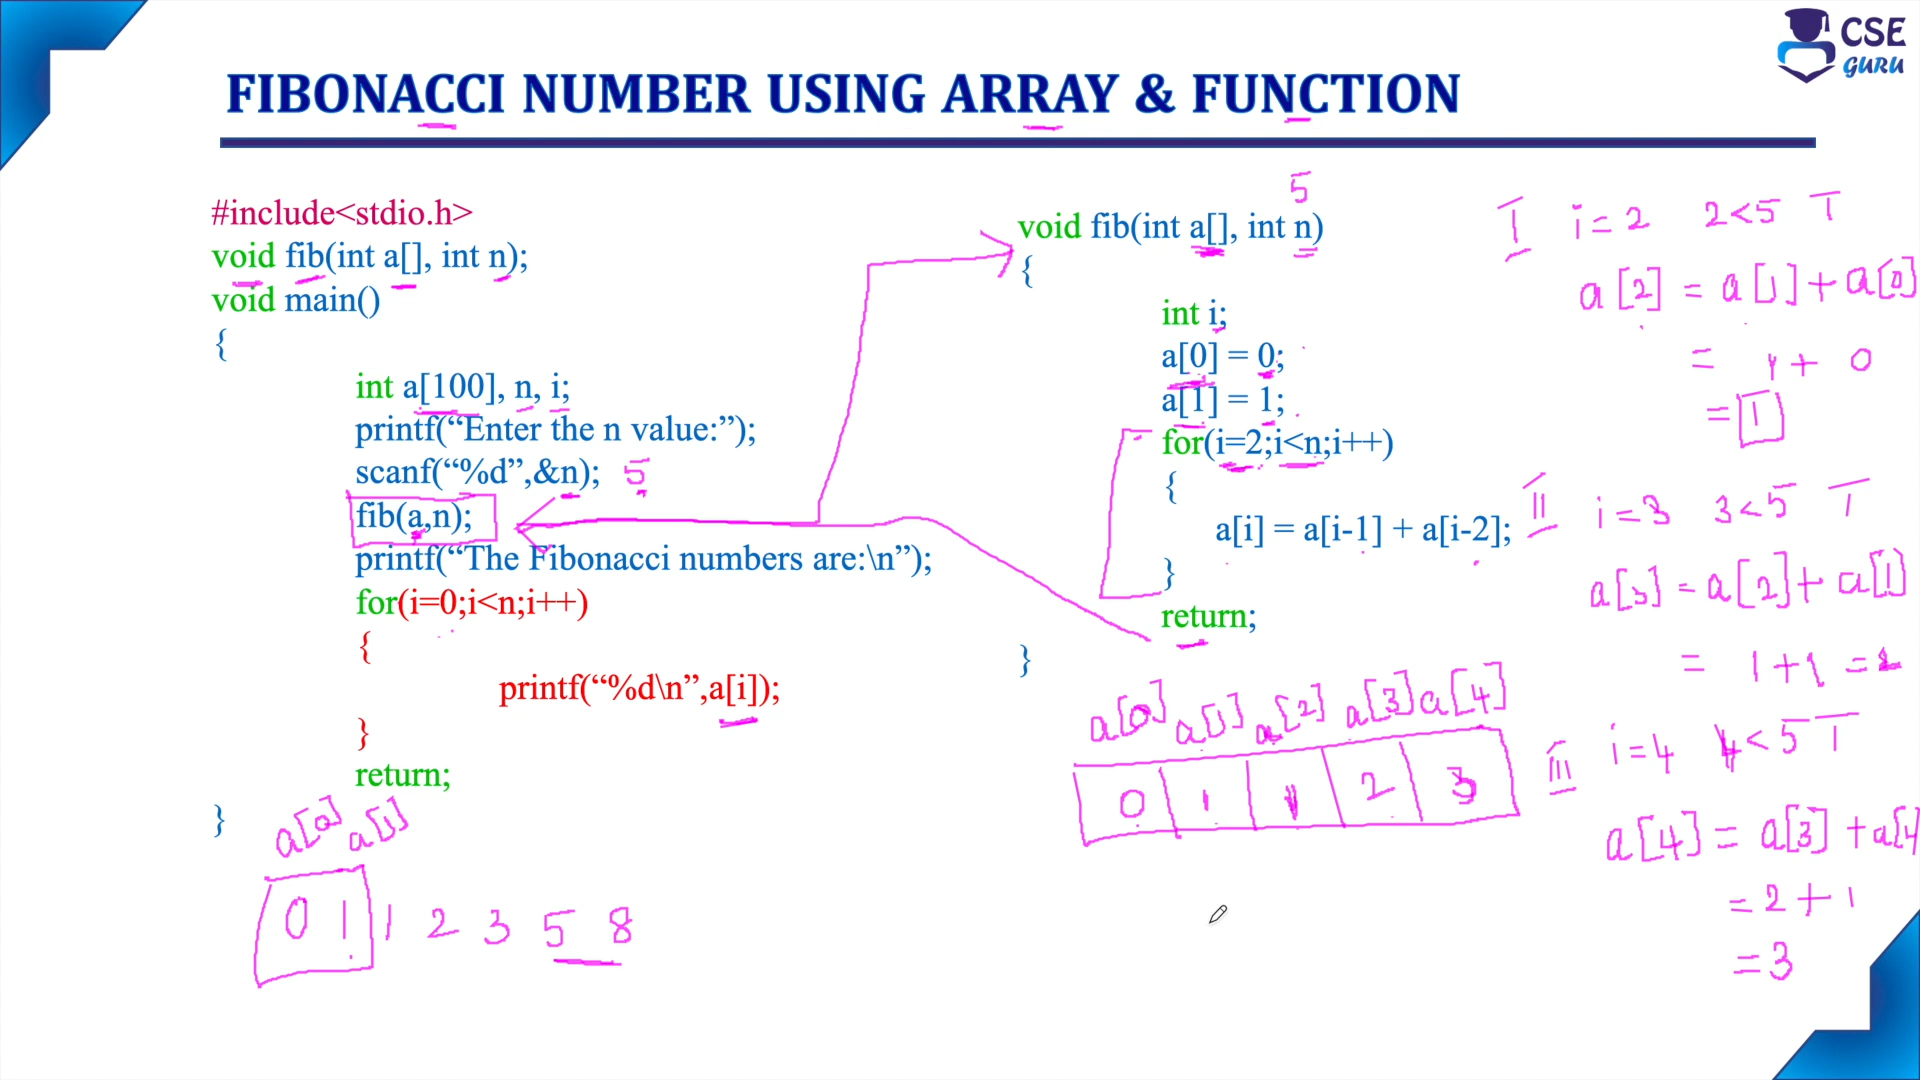 CSE
GURU
FIBONACCI NUMBER USING ARRAY & FUNCTION
#include<stdio.h>
void fib(int a[], int n);
void main()
{
int a[100], n, i;
printf(“Enter the n value:”);
scanf(“%d”,&n); 5
fib(a,n);
printf(“The Fibonacci numbers are:\n”);
for(i=0;i<n;i++)
{
printf(“%d\n”,a[i]);
}
return;
}
a[0] a[1]
0 1 1 2 3 5 8
5
void fib(int a[], int n)
{
int i;
a[0] = 0;
a[1] = 1;
for(i=2;i<n;i++)
{
a[i] = a[i-1] + a[i-2];
}
return;
}
a[0] a[1] a[2] a[3] a[4]
0 1 1 2 3
I i=2 2<5 T
a[2] = a[1]+a[0]
= 1+ 0
= 1
II i=3 3<5 T
a[3] = a[2]+a[1]
= 1+1 =2
III i=4 4<5 T
a[4] = a[3]+a[4
=2+1
=3